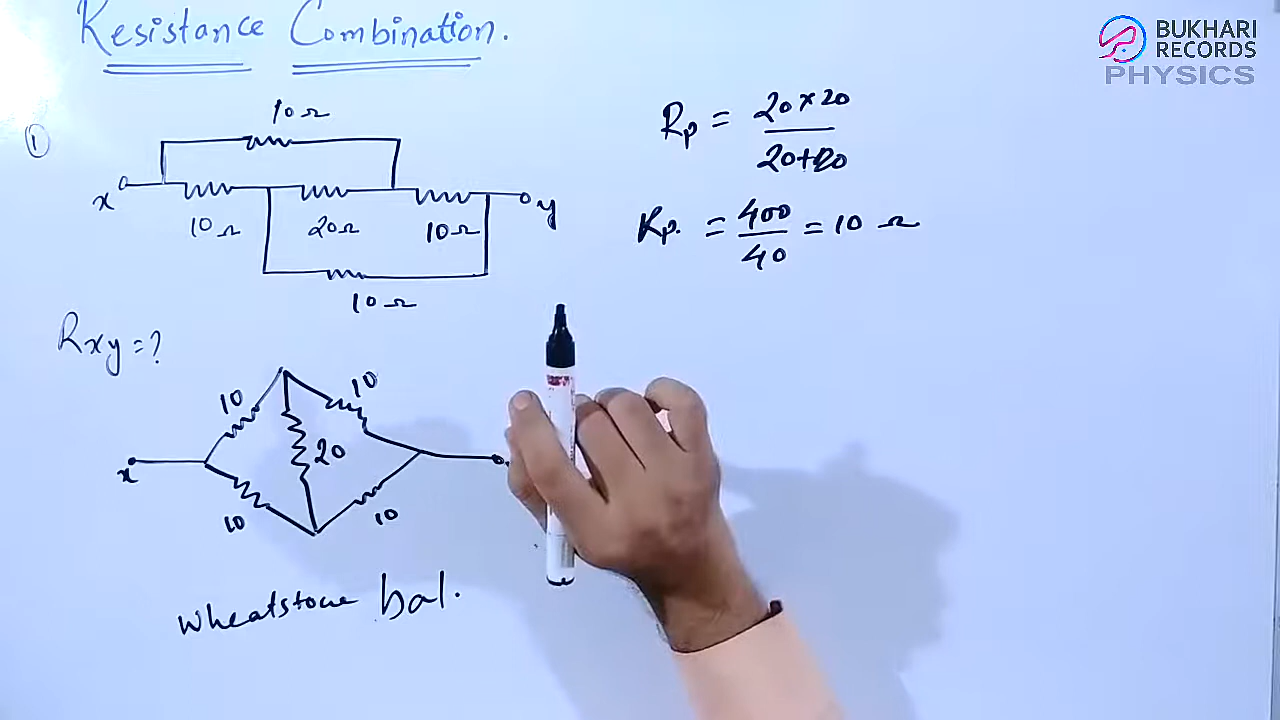 Resistance Combination.
BUKHARI
RECORDS
PHYSICS
①
10Ω
x
y
10Ω 20Ω 10Ω
10Ω
Rxy=?
10 10
20
x
10 10
wheatstone bal.
Rp = 20×20
20+20
Rp. = 400 = 10 Ω
40